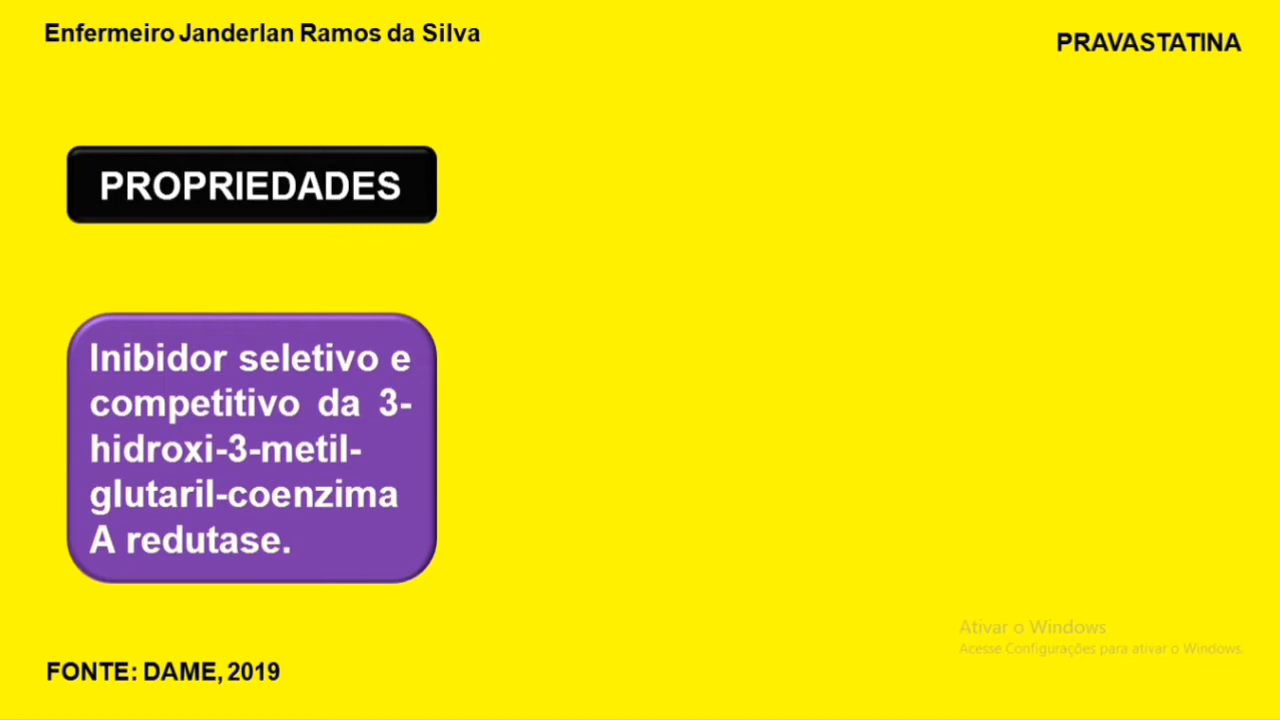 Enfermeiro Janderlan Ramos da Silva
PRAVASTATINA
PROPRIEDADES
Inibidor seletivo e
competitivo da 3-
hidroxi-3-metil-
glutaril-coenzima
A redutase.
Ativar o Windows
Acesse Configurações para ativar o Windows.
FONTE: DAME, 2019